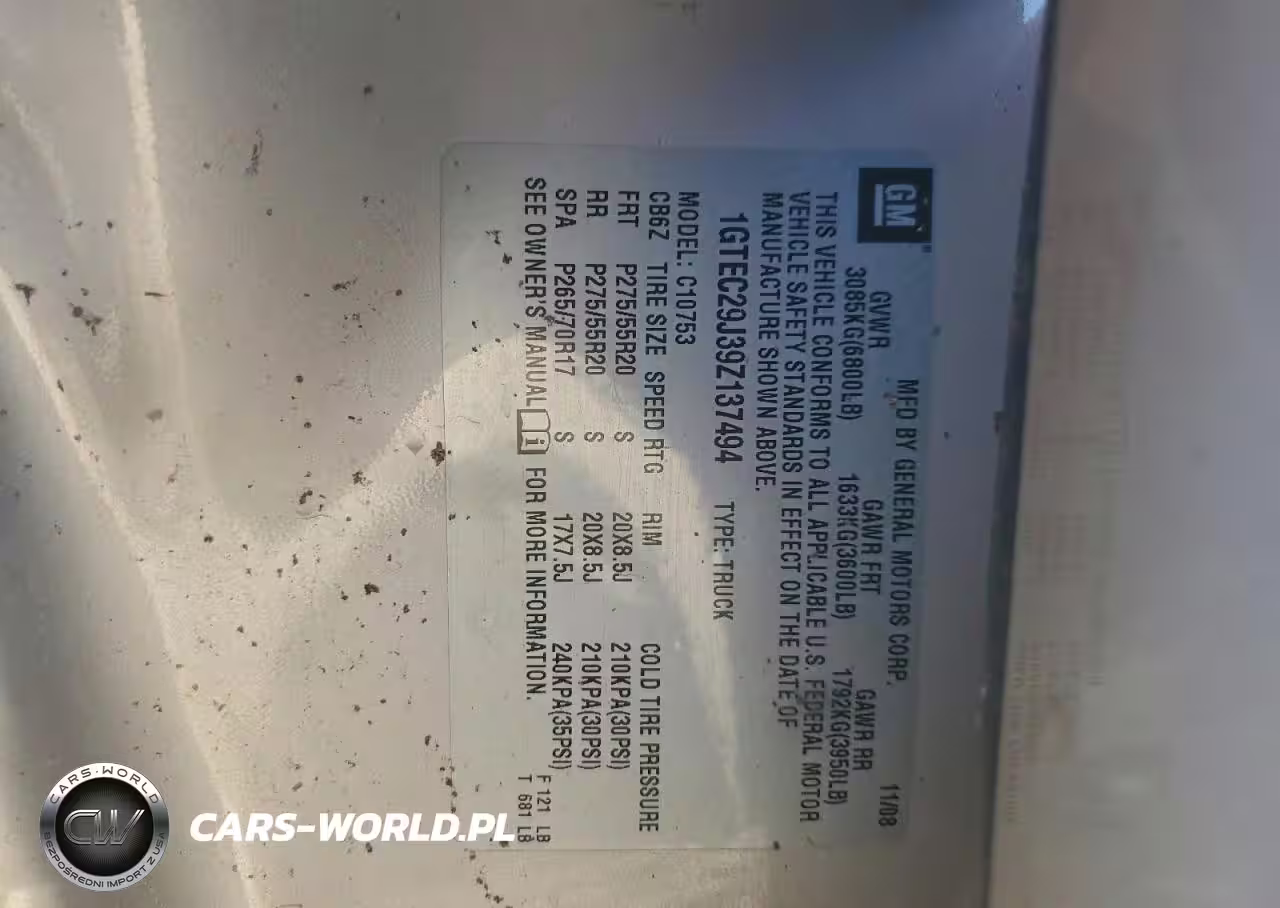 GM®
MFD BY GENERAL MOTORS CORP. 11/08
GVWR GAWR FRT GAWR RR
3085KG(6800LB) 1633KG(3600LB) 1792KG(3950LB)
THIS VEHICLE CONFORMS TO ALL APPLICABLE U.S. FEDERAL MOTOR
VEHICLE SAFETY STANDARDS IN EFFECT ON THE DATE OF
MANUFACTURE SHOWN ABOVE.
1GTEC29J39Z137494 TYPE: TRUCK
MODEL: C10753
CB6Z TIRE SIZE SPEED RTG RIM COLD TIRE PRESSURE
FRT P275/55R20 S 20X8.5J 210KPA(30PSI)
RR P275/55R20 S 20X8.5J 210KPA(30PSI)
SPA P265/70R17 S 17X7.5J 240KPA(35PSI)
SEE OWNER'S MANUAL i FOR MORE INFORMATION.
F 121 LB
T 681 LB
CARS-WORLD
CW
BEZPOŚREDNI IMPORT Z USA
CARS-WORLD.PL